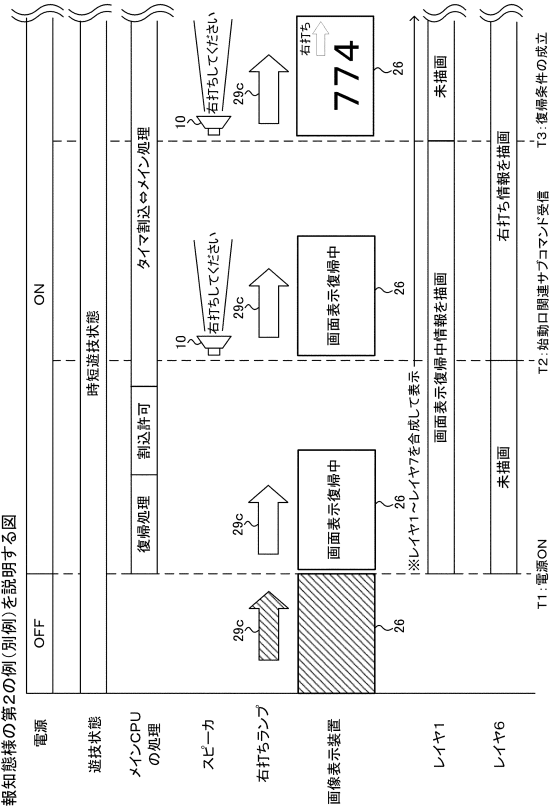 報知態様の第2の例(別例)を説明する図
電源
OFF
ON
遊技状態
時短遊技状態
メインCPU
の処理
復帰処理
割込許可
タイマ割込⇔メイン処理
スピーカ
10
右打ちしてください
10
右打ちしてください
右打ちランプ
29c
29c
29c
29c
画像表示装置
26
画面表示復帰中
26
画面表示復帰中
26
右打ち
774
26
※レイヤ1～レイヤ7を合成して表示
レイヤ1
画面表示復帰中情報を描画
未描画
レイヤ6
未描画
右打ち情報を描画
T1:電源ON
T2:始動口関連サブコマンド受信
T3:復帰条件の成立